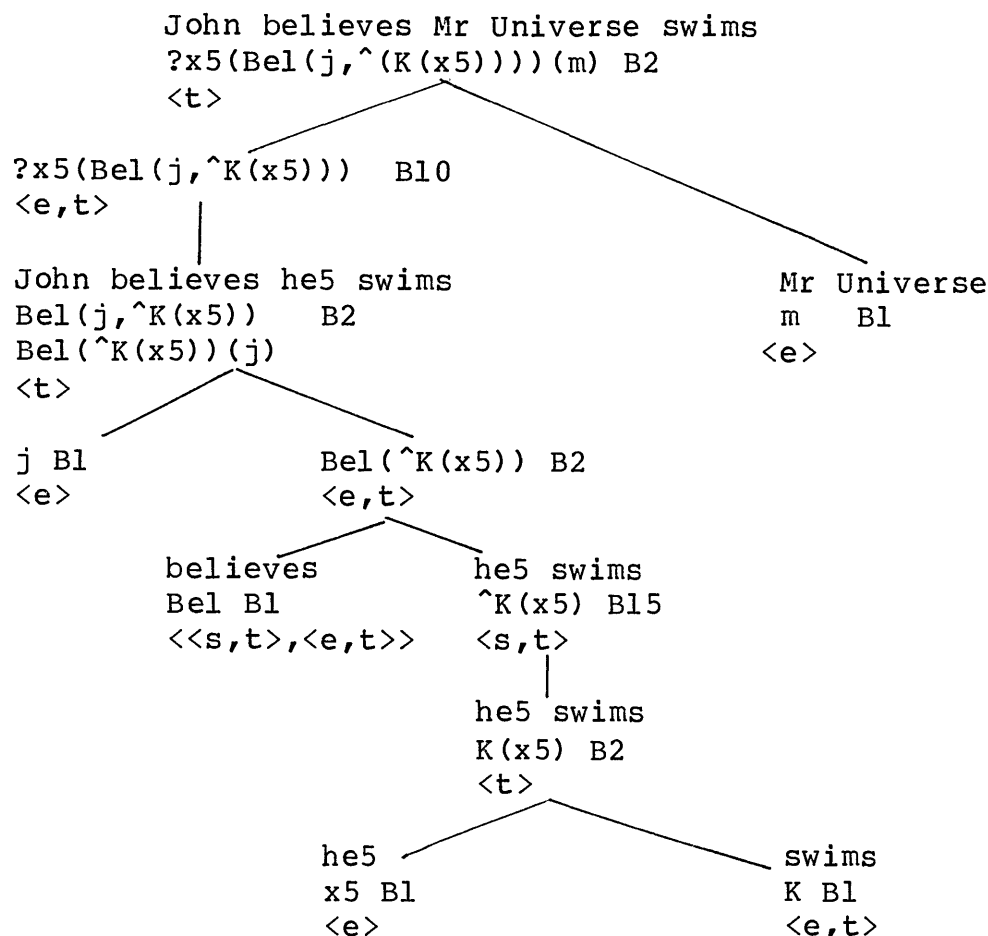 John believes Mr Universe swims
?x5(Bel(j,^(K(x5))))(m) B2
<t>
?x5(Bel(j,^K(x5))) B10
<e,t>
John believes he5 swims
Bel(j,^K(x5)) B2
Bel(^K(x5))(j)
<t>
Mr Universe
m B1
<e>
j B1
<e>
Bel(^K(x5)) B2
<e,t>
believes
Bel B1
<<s,t>,<e,t>>
he5 swims
^K(x5) B15
<s,t>
he5 swims
K(x5) B2
<t>
he5
x5 B1
<e>
swims
K B1
<e,t>